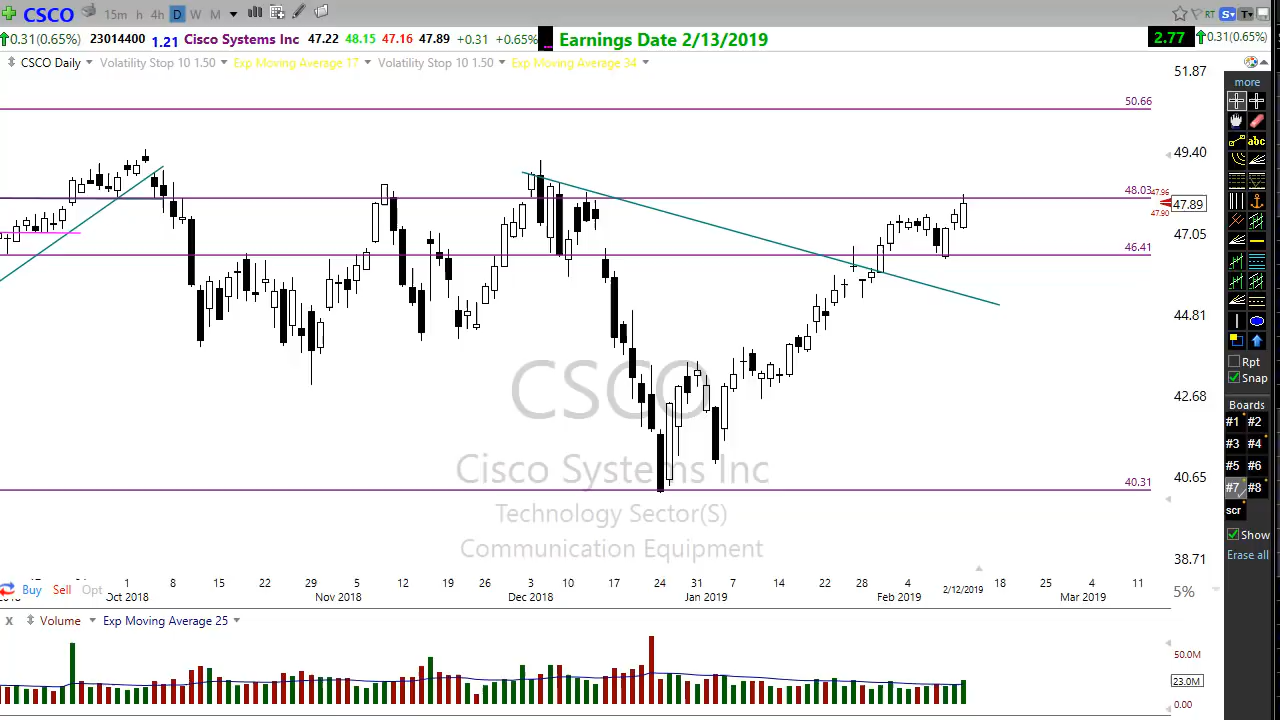 CSCO 15m h 4h D W M RT S T
0.31(0.65%) 23014400 1.21 Cisco Systems Inc 47.22 48.15 47.16 47.89 +0.31 +0.65% Earnings Date 2/13/2019 2.77 0.31(0.65%)
CSCO Daily Volatility Stop 10 1.50 Exp Moving Average 17 Volatility Stop 10 1.50 Exp Moving Average 34
51.87
more
50.66
abc
49.40
48.03
47.96
47.89
47.90
47.05
46.41
44.81
Rpt
Snap
CSCO
42.68
Boards
#1 #2
#3 #4
Cisco Systems Inc
#5 #6
40.65
40.31
#7 #8
Technology Sector(S)
scr
Show
Communication Equipment
Erase all
38.71
1 8 15 22 29 5 12 19 26 3 10 17 24 31 7 14 22 28 4 18 25 4 11
Buy Sell Opt Oct 2018 Nov 2018 Dec 2018 Jan 2019 Feb 2019 2/12/2019 Mar 2019 5%
x Volume Exp Moving Average 25
50.0M
23.0M
0.00